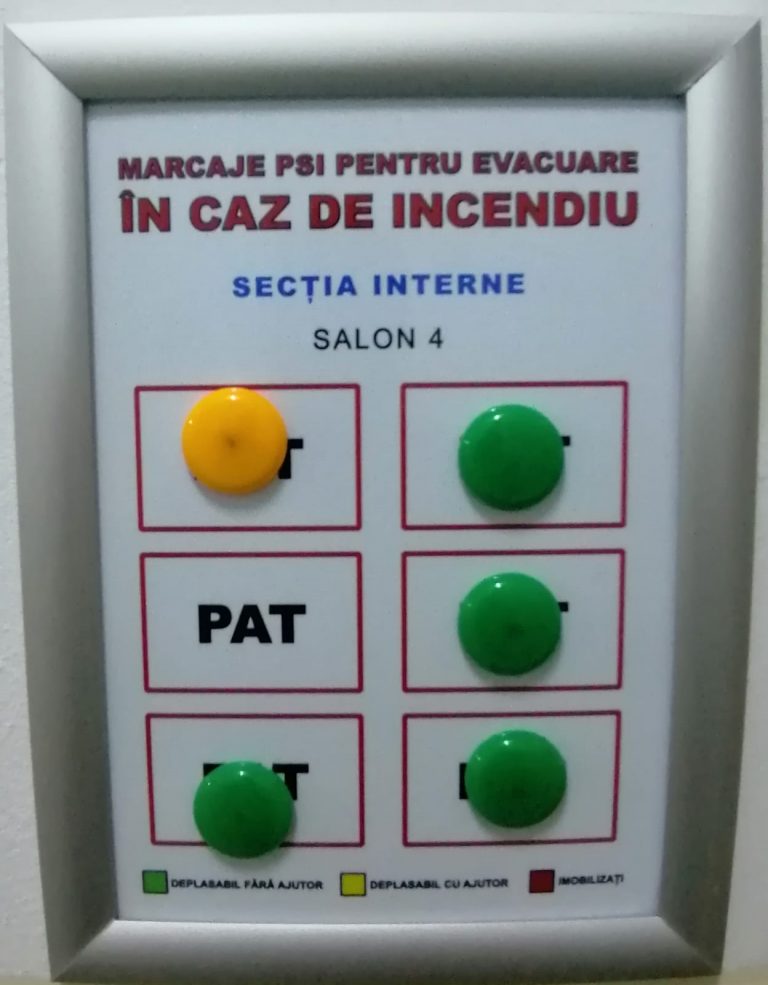 MARCAJE PSI PENTRU EVACUARE
ÎN CAZ DE INCENDIU
SECȚIA INTERNE
SALON 4
PAT
DEPLASABIL FĂRĂ AJUTOR DEPLASABIL CU AJUTOR IMOBILIZAȚI